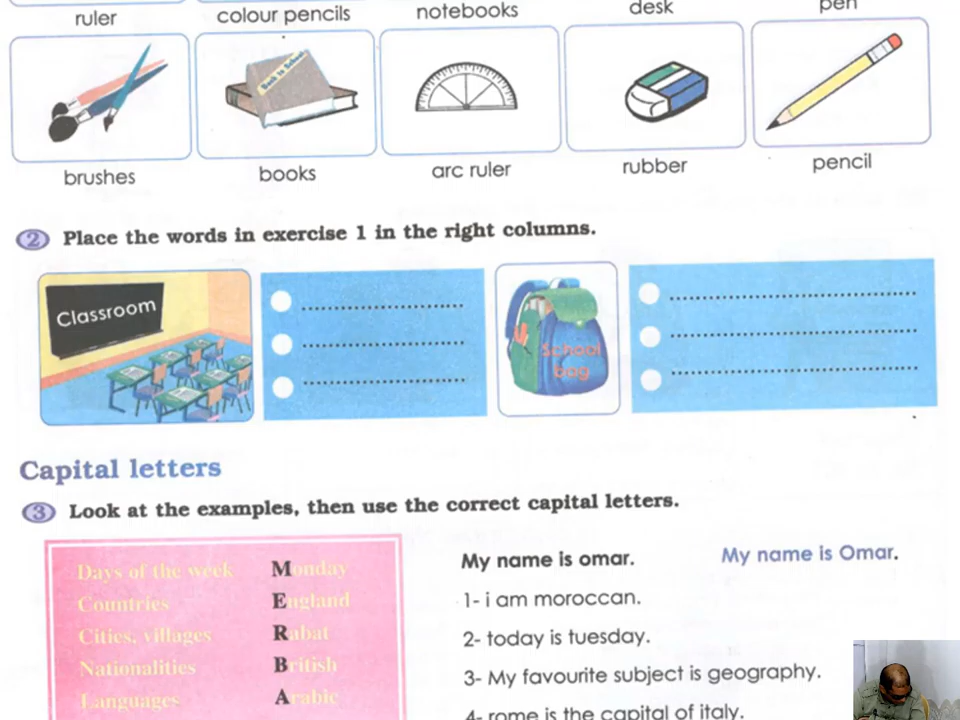 ruler colour pencils notebooks desk pen
Back to School
brushes books arc ruler rubber pencil
2 Place the words in exercise 1 in the right columns.
Classroom
School
bag
Capital letters
3 Look at the examples, then use the correct capital letters.
Days of the week Monday
Countries England
Cities, villages Rabat
Nationalities British
Languages Arabic
My name is omar. My name is Omar.
1- i am moroccan.
2- today is tuesday.
3- My favourite subject is geography.
4- rome is the capital of italy.